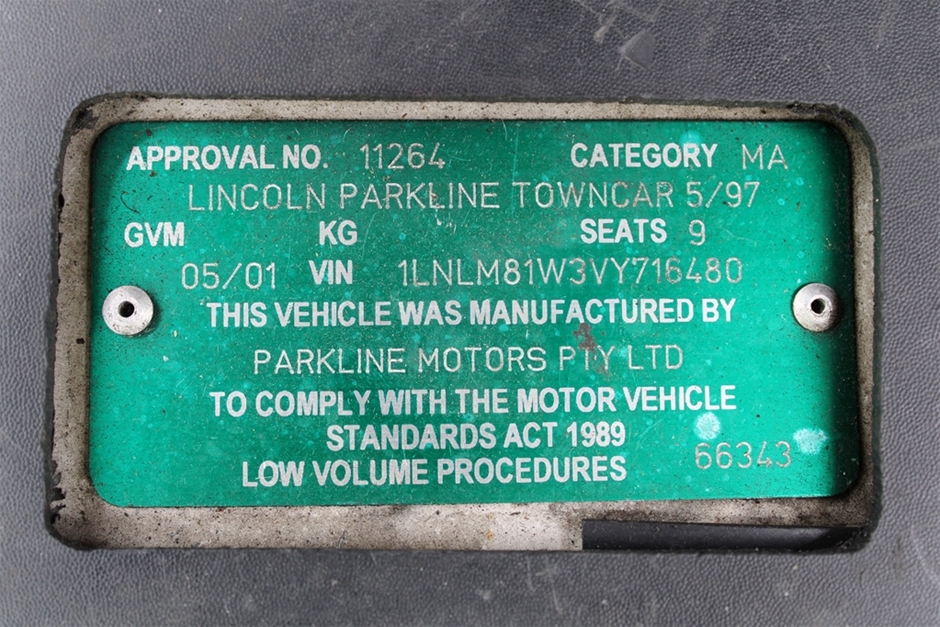 APPROVAL NO. 11264 CATEGORY MA
LINCOLN PARKLINE TOWNCAR 5/97
GVM KG SEATS 9
05/01 VIN 1LNLM81W3VY716480
THIS VEHICLE WAS MANUFACTURED BY
PARKLINE MOTORS PTY LTD
TO COMPLY WITH THE MOTOR VEHICLE
STANDARDS ACT 1989
LOW VOLUME PROCEDURES 66343